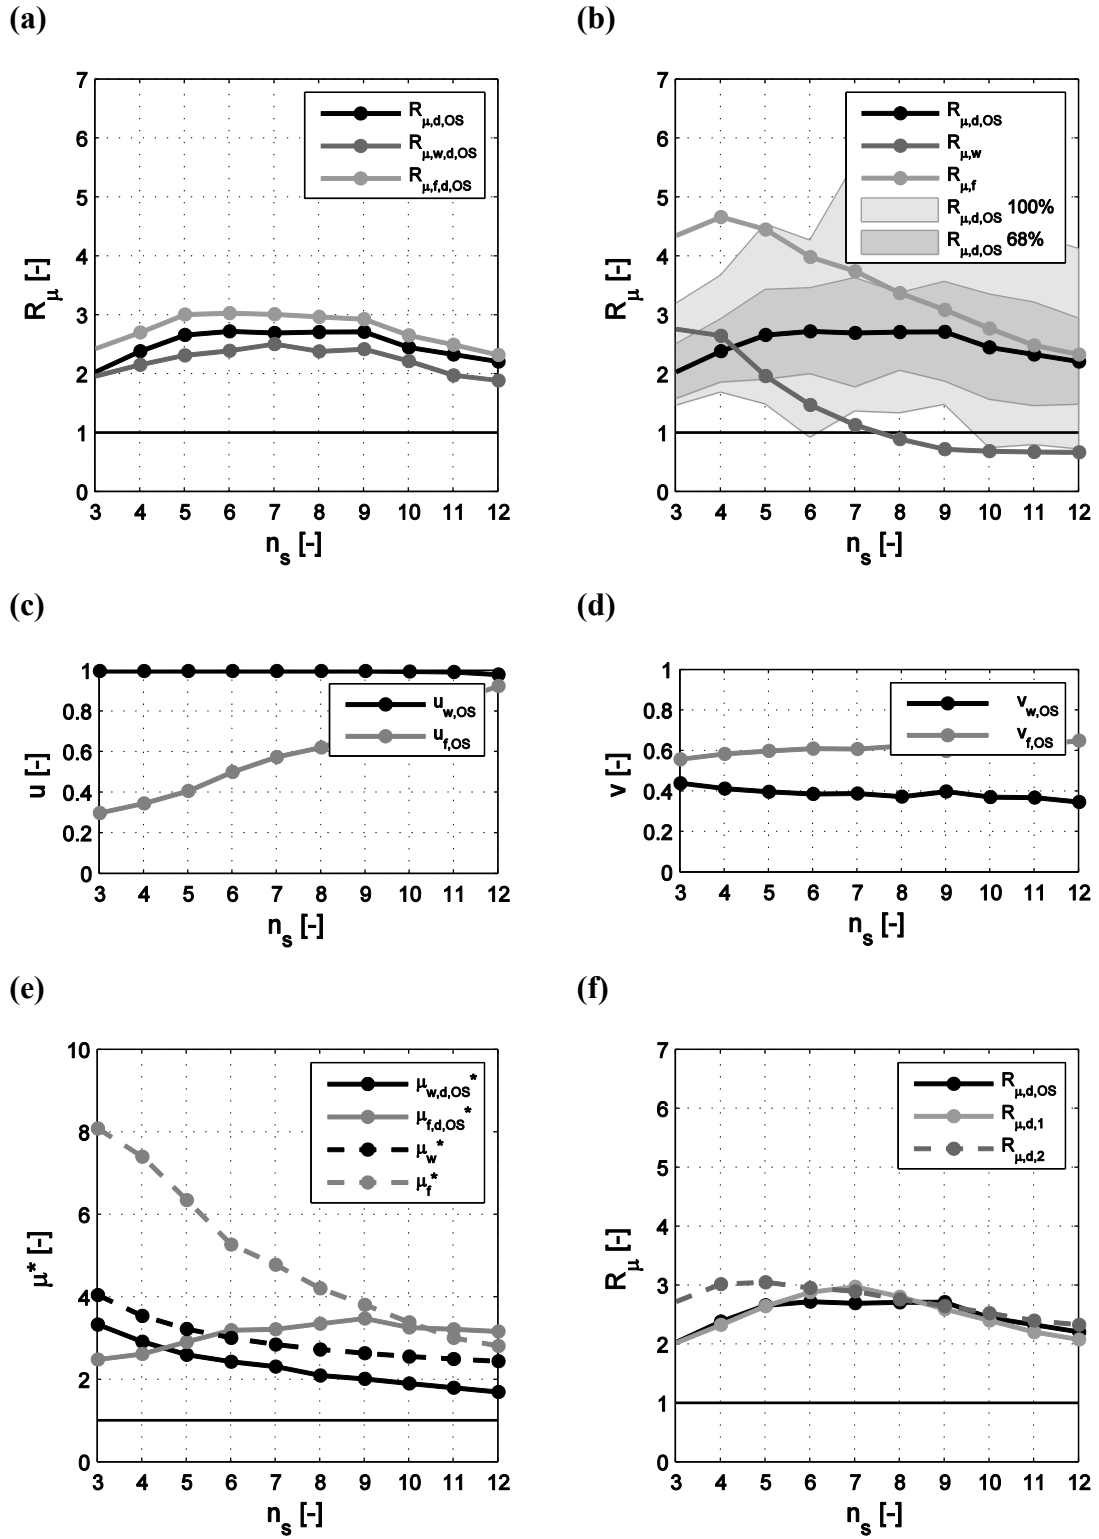 (a)
7
6
5
4
3
2
1
0
R_μ [-]
R_μ,d,OS
R_μ,w,d,OS
R_μ,f,d,OS
3 4 5 6 7 8 9 10 11 12
n_s [-]
(b)
7
6
5
4
3
2
1
0
R_μ [-]
R_μ,d,OS
R_μ,w
R_μ,f
R_μ,d,OS 100%
R_μ,d,OS 68%
3 4 5 6 7 8 9 10 11 12
n_s [-]
(c)
1
0.8
0.6
0.4
0.2
0
u [-]
u_w,OS
u_f,OS
3 4 5 6 7 8 9 10 11 12
n_s [-]
(d)
1
0.8
0.6
0.4
0.2
0
v [-]
v_w,OS
v_f,OS
3 4 5 6 7 8 9 10 11 12
n_s [-]
(e)
10
8
6
4
2
0
μ* [-]
μ_w,d,OS*
μ_f,d,OS*
μ_w*
μ_f*
3 4 5 6 7 8 9 10 11 12
n_s [-]
(f)
7
6
5
4
3
2
1
0
R_μ [-]
R_μ,d,OS
R_μ,d,1
R_μ,d,2
3 4 5 6 7 8 9 10 11 12
n_s [-]